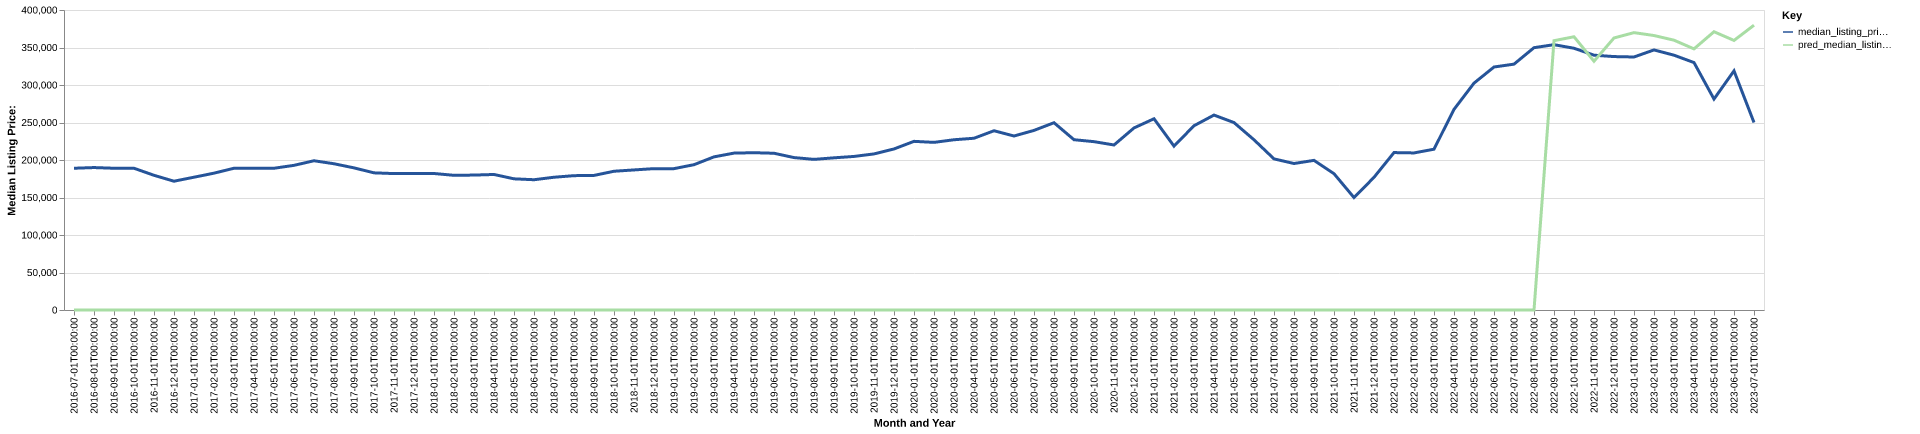 400,000
350,000
300,000
250,000
200,000
150,000
100,000
50,000
0
Median Listing Price:
2016-07-01T00:00:00
2016-08-01T00:00:00
2016-09-01T00:00:00
2016-10-01T00:00:00
2016-11-01T00:00:00
2016-12-01T00:00:00
2017-01-01T00:00:00
2017-02-01T00:00:00
2017-03-01T00:00:00
2017-04-01T00:00:00
2017-05-01T00:00:00
2017-06-01T00:00:00
2017-07-01T00:00:00
2017-08-01T00:00:00
2017-09-01T00:00:00
2017-10-01T00:00:00
2017-11-01T00:00:00
2017-12-01T00:00:00
2018-01-01T00:00:00
2018-02-01T00:00:00
2018-03-01T00:00:00
2018-04-01T00:00:00
2018-05-01T00:00:00
2018-06-01T00:00:00
2018-07-01T00:00:00
2018-08-01T00:00:00
2018-09-01T00:00:00
2018-10-01T00:00:00
2018-11-01T00:00:00
2018-12-01T00:00:00
2019-01-01T00:00:00
2019-02-01T00:00:00
2019-03-01T00:00:00
2019-04-01T00:00:00
2019-05-01T00:00:00
2019-06-01T00:00:00
2019-07-01T00:00:00
2019-08-01T00:00:00
2019-09-01T00:00:00
2019-10-01T00:00:00
2019-11-01T00:00:00
2019-12-01T00:00:00
2020-01-01T00:00:00
2020-02-01T00:00:00
2020-03-01T00:00:00
2020-04-01T00:00:00
2020-05-01T00:00:00
2020-06-01T00:00:00
2020-07-01T00:00:00
2020-08-01T00:00:00
2020-09-01T00:00:00
2020-10-01T00:00:00
2020-11-01T00:00:00
2020-12-01T00:00:00
2021-01-01T00:00:00
2021-02-01T00:00:00
2021-03-01T00:00:00
2021-04-01T00:00:00
2021-05-01T00:00:00
2021-06-01T00:00:00
2021-07-01T00:00:00
2021-08-01T00:00:00
2021-09-01T00:00:00
2021-10-01T00:00:00
2021-11-01T00:00:00
2021-12-01T00:00:00
2022-01-01T00:00:00
2022-02-01T00:00:00
2022-03-01T00:00:00
2022-04-01T00:00:00
2022-05-01T00:00:00
2022-06-01T00:00:00
2022-07-01T00:00:00
2022-08-01T00:00:00
2022-09-01T00:00:00
2022-10-01T00:00:00
2022-11-01T00:00:00
2022-12-01T00:00:00
2023-01-01T00:00:00
2023-02-01T00:00:00
2023-03-01T00:00:00
2023-04-01T00:00:00
2023-05-01T00:00:00
2023-06-01T00:00:00
2023-07-01T00:00:00
Month and Year
Key
median_listing_pri…
pred_median_listin…